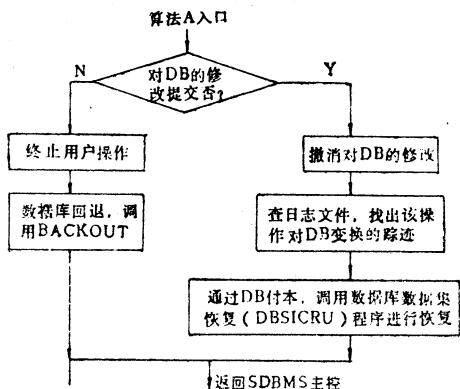 算法A入口
N
对DB的修
改提交否?
Y
终止用户操作
撤消对DB的修改
数据库回退，调
用BACKOUT
查日志文件，找出该操
作对DB变换的踪迹
通过DB付本，调用数据库数据集
恢复（DBSICRU）程序进行恢复
返回SDBMS主控